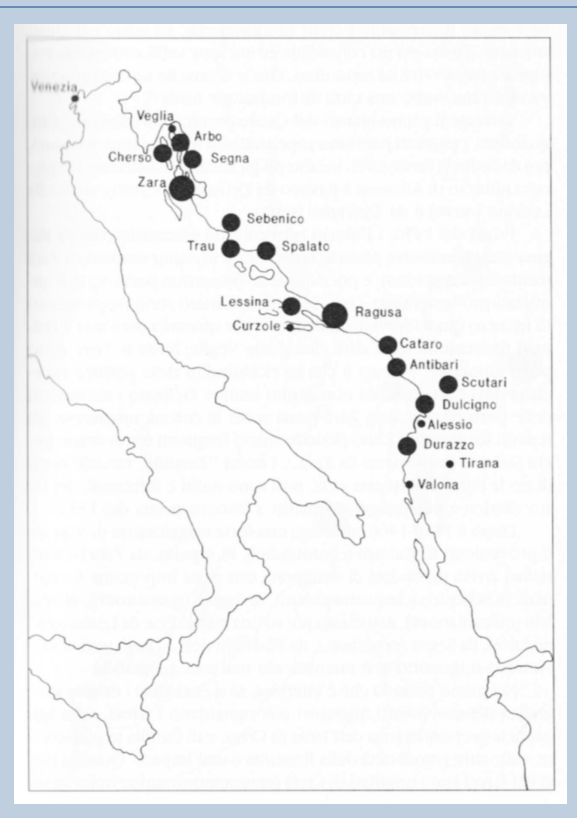 Venezia
Veglia
Arbo
Cherso
Segna
Zara
Sebenico
Trau
Spalato
Lessina
Ragusa
Curzole
Cataro
Antibari
Scutari
Dulcigno
Alessio
Durazzo
Tirana
Valona